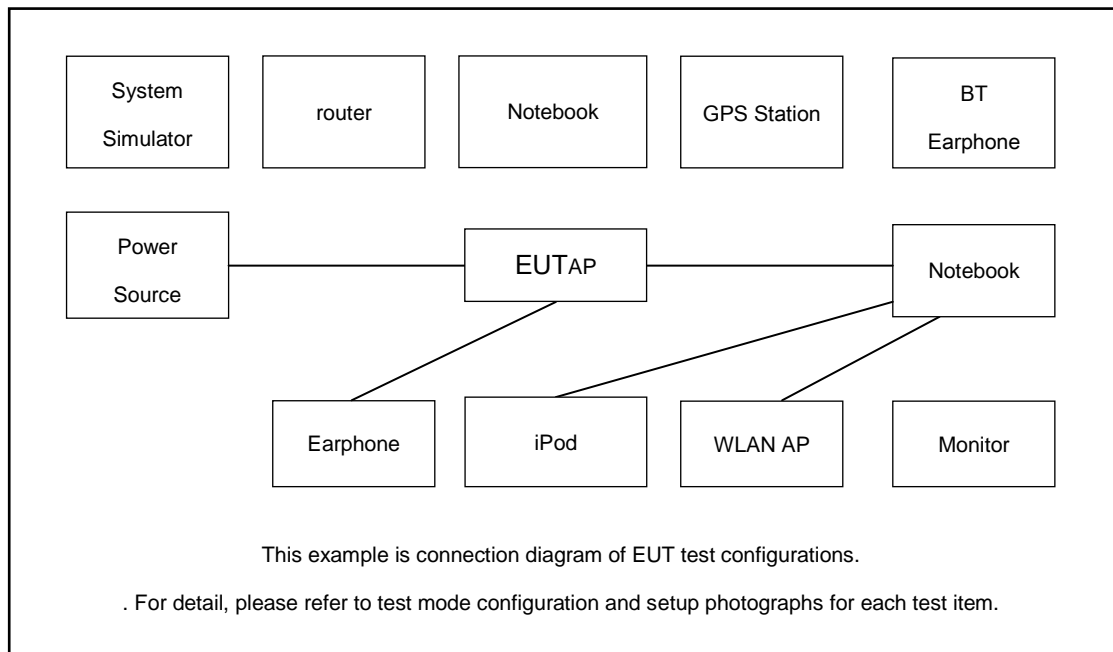 System
Simulator
router
Notebook
GPS Station
BT
Earphone
Power
Source
EUTAP
Notebook
Earphone
iPod
WLAN AP
Monitor
This example is connection diagram of EUT test configurations.
. For detail, please refer to test mode configuration and setup photographs for each test item.